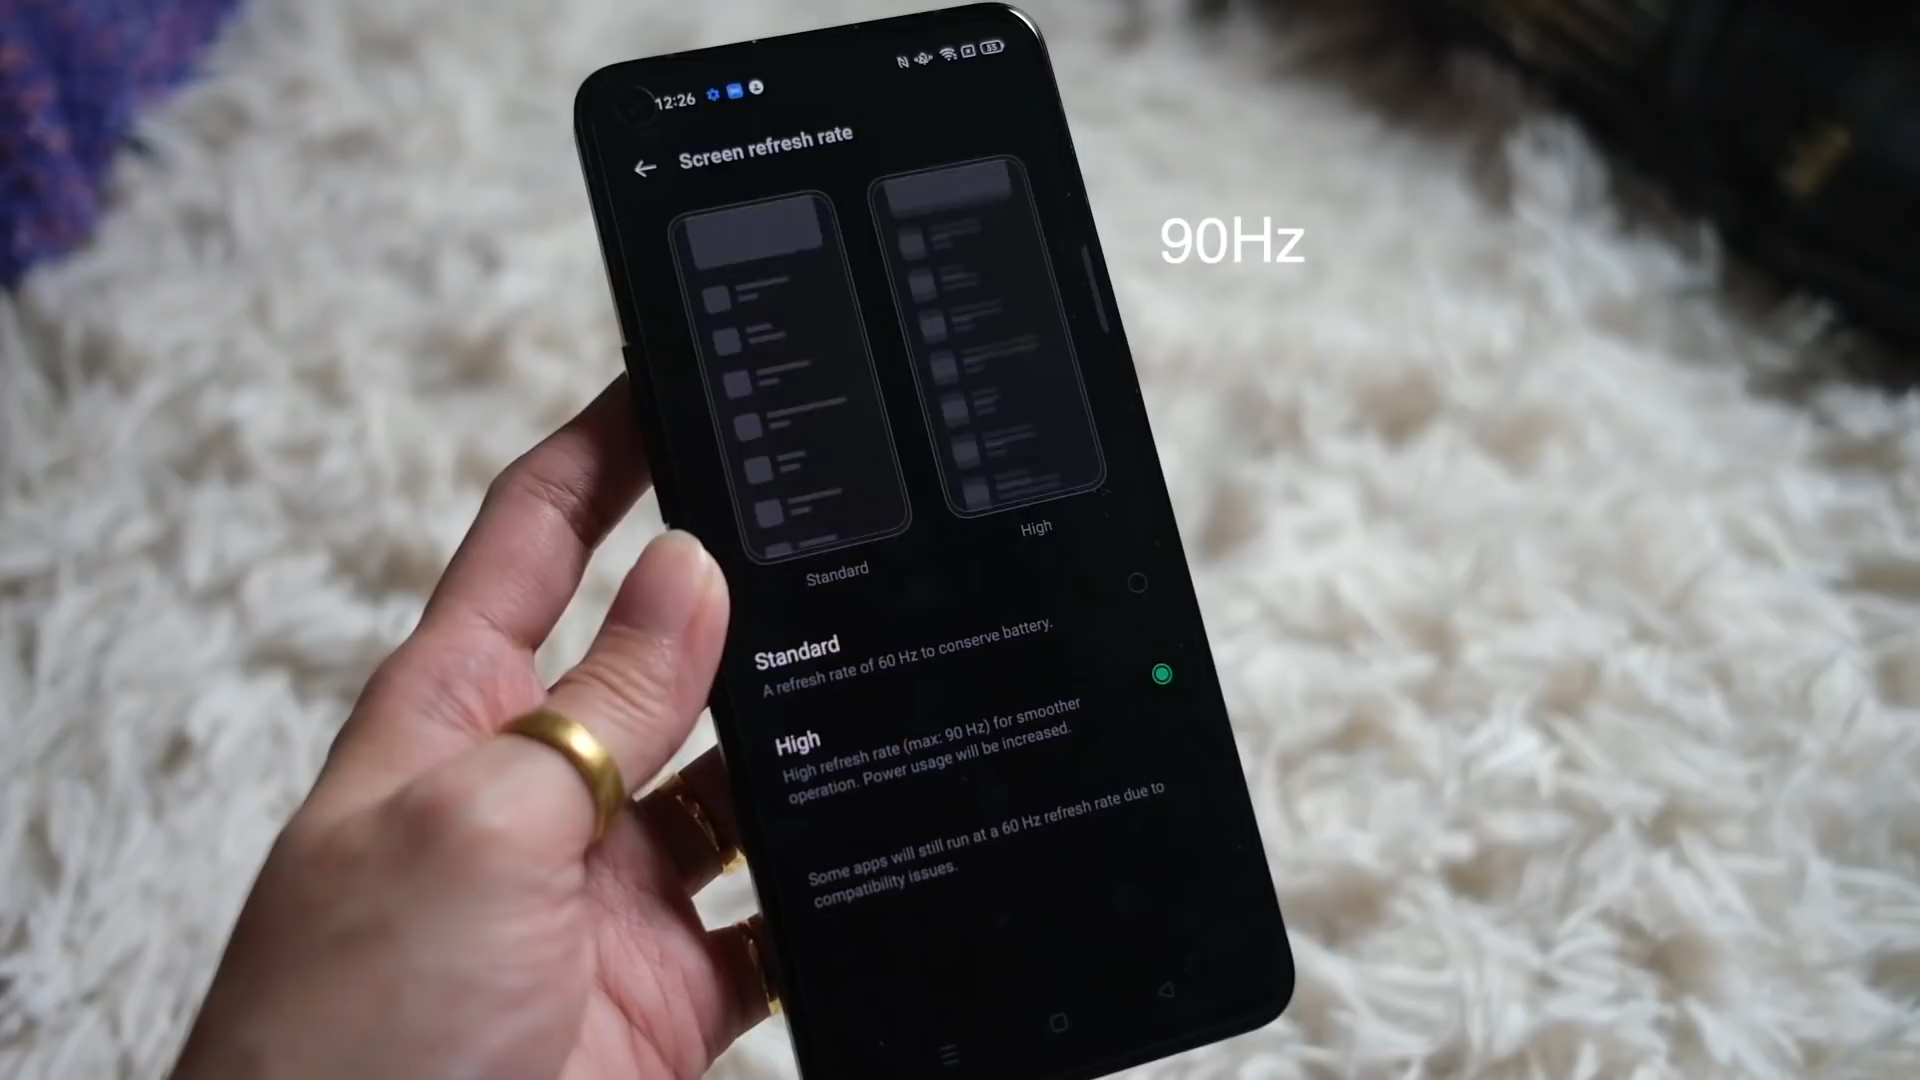 12:26
55
Screen refresh rate
90Hz
Standard
High
Standard
A refresh rate of 60 Hz to conserve battery.
High
High refresh rate (max: 90 Hz) for smoother
operation. Power usage will be increased.
Some apps will still run at a 60 Hz refresh rate due to
compatibility issues.